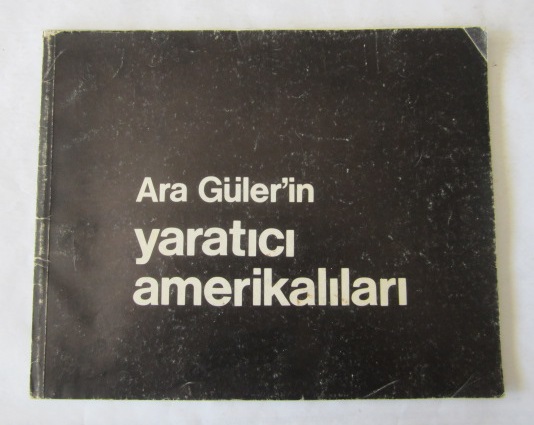 Ara Güler'in
yaratıcı
amerikalıları